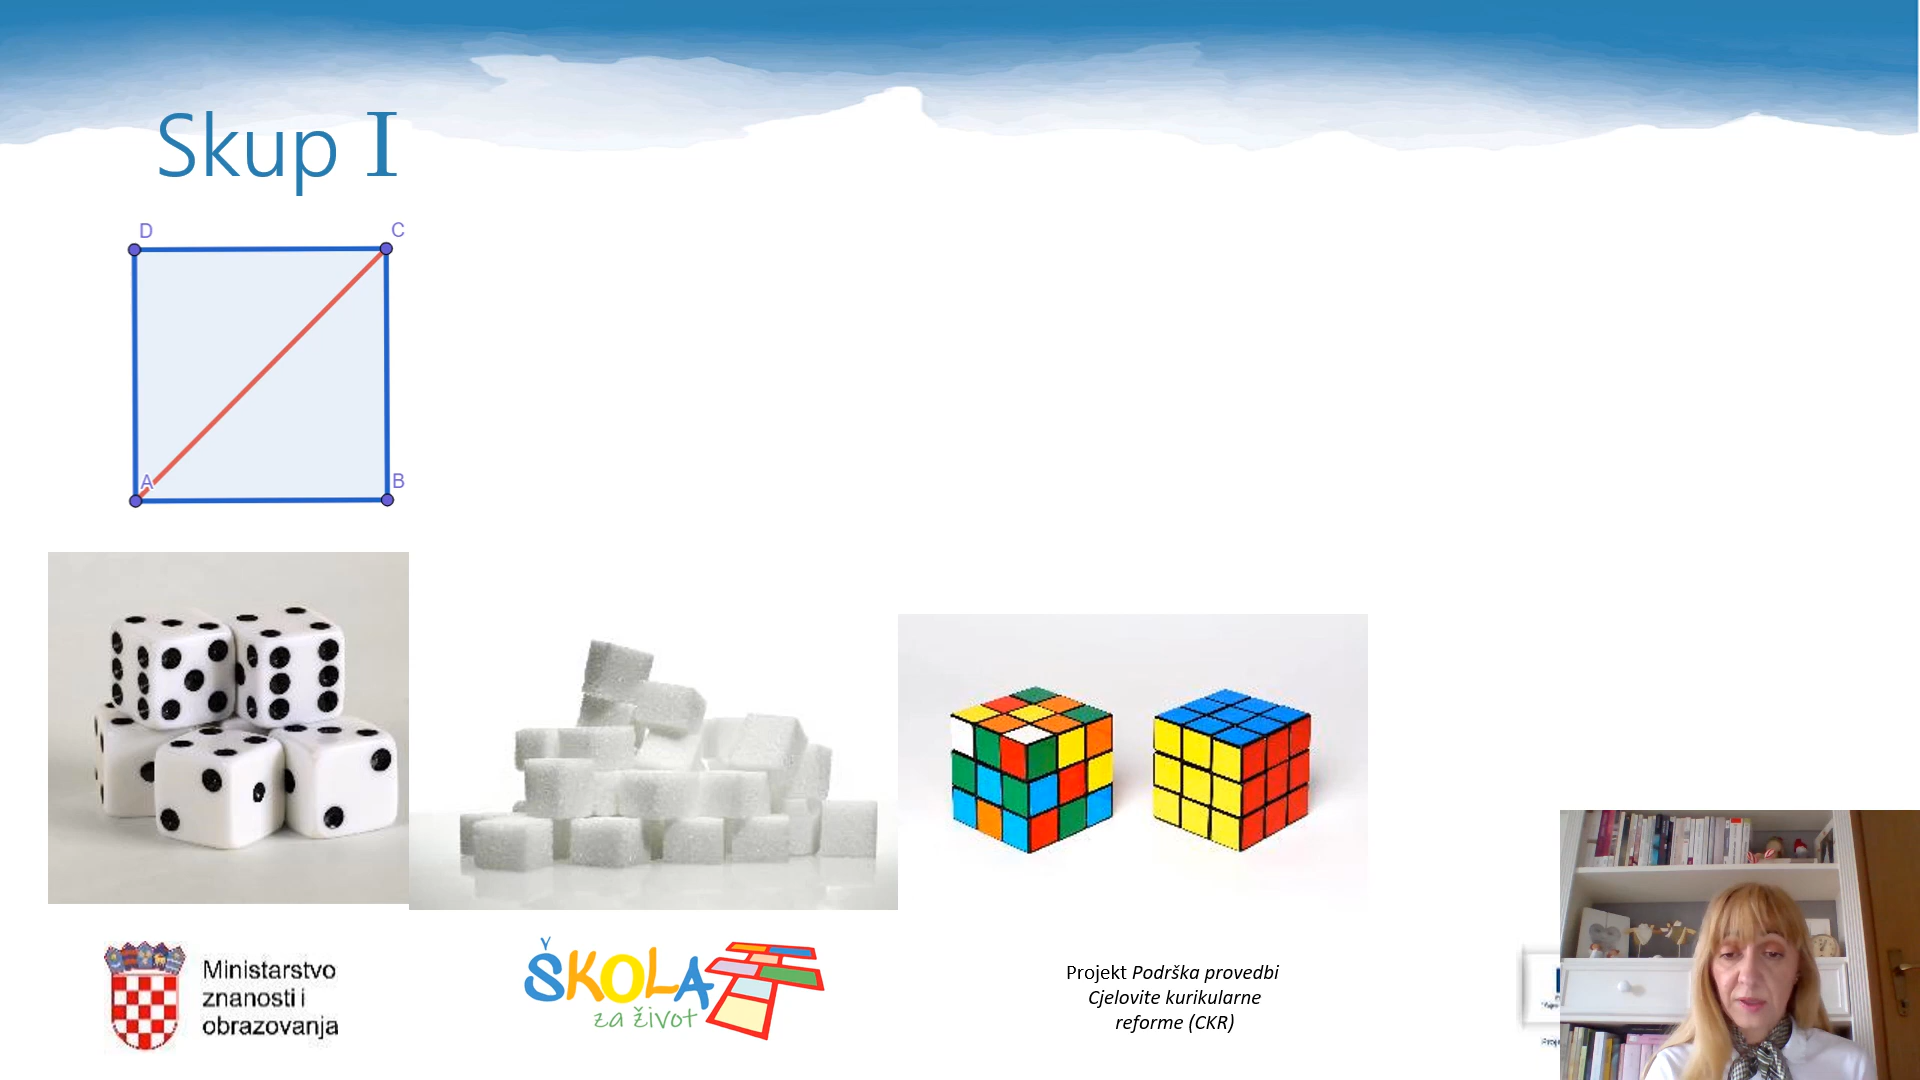 Skup I
D
C
A
B
Ministarstvo
znanosti i
obrazovanja
ŠKOLA
za život
Projekt Podrška provedbi
Cjelovite kurikularne
reforme (CKR)